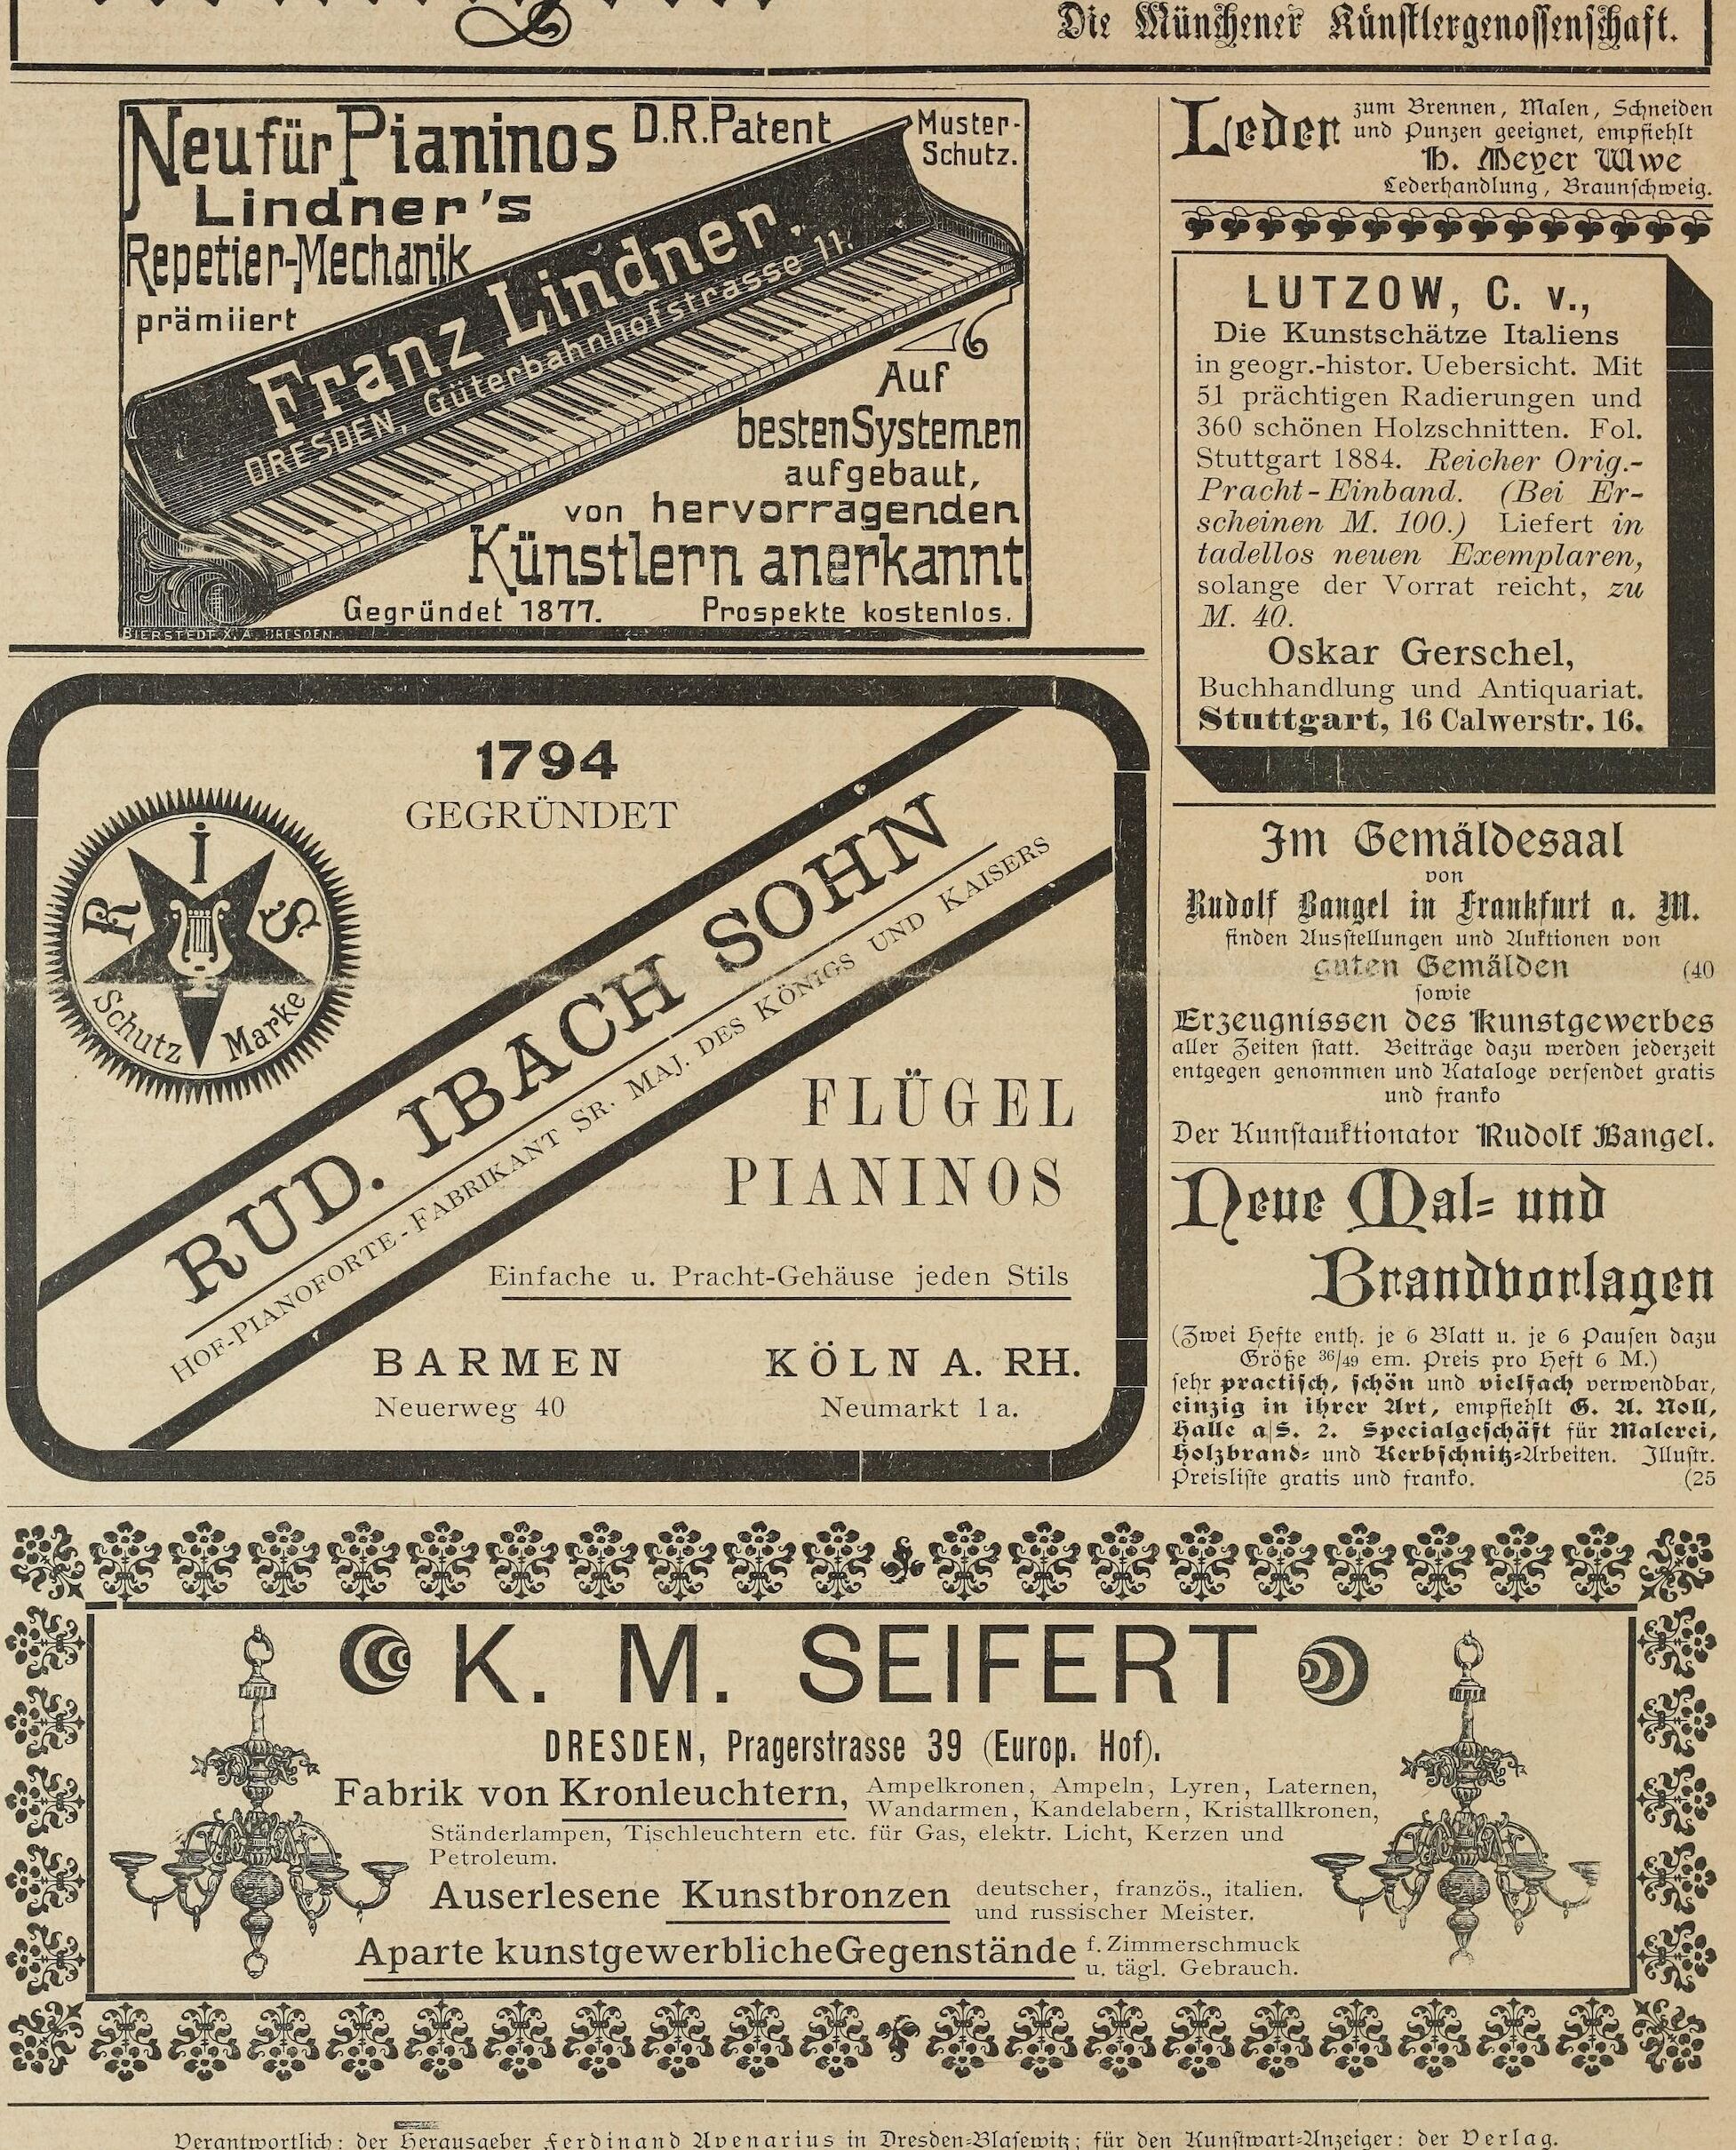 Die Münchener Künstlergenossenschaft.
Neu für Pianinos D.R.Patent
Muster-
Schutz.
Lindner's
Repetier-Mechanik
prämiiert
Franz Lindner.
DRESDEN, Güterbahnhofstrasse 11.
Auf
besten Systemen
aufgebaut,
von hervorragenden
Künstlern anerkannt
Gegründet 1877. Prospekte kostenlos.
BIERSTEDT X. A. DRESDEN.
1794
GEGRÜNDET
R I S
Schutz Marke
RUD. IBACH SOHN
HOF-PIANOFORTE-FABRIKANT SR. MAJ. DES KÖNIGS UND KAISERS
FLÜGEL
PIANINOS
Einfache u. Pracht-Gehäuse jeden Stils
BARMEN KÖLN A. RH.
Neuerweg 40 Neumarkt 1a.
Leder zum Brennen, Malen, Schneiden
und Punzen geeignet, empfiehlt
H. Meyer Wwe
Lederhandlung, Braunschweig.
LUTZOW, C. v.,
Die Kunstschätze Italiens
in geogr.-histor. Uebersicht. Mit
51 prächtigen Radierungen und
360 schönen Holzschnitten. Fol.
Stuttgart 1884. Reicher Orig.-
Pracht-Einband. (Bei Er-
scheinen M. 100.) Liefert in
tadellos neuen Exemplaren,
solange der Vorrat reicht, zu
M. 40.
Oskar Gerschel,
Buchhandlung und Antiquariat.
Stuttgart, 16 Calwerstr. 16.
Im Gemäldesaal
von
Rudolf Bangel in Frankfurt a. M.
finden Ausstellungen und Auktionen von
guten Gemälden (40
sowie
Erzeugnissen des Kunstgewerbes
aller Zeiten statt. Beiträge dazu werden jederzeit
entgegen genommen und Kataloge versendet gratis
und franko
Der Kunstauktionator Rudolf Bangel.
Neue Mal- und
Brandvorlagen
(Zwei Hefte enth. je 6 Blatt u. je 6 Pausen dazu
Größe 36/49 em. Preis pro Heft 6 M.)
sehr practisch, schön und vielfach verwendbar,
einzig in ihrer Art, empfiehlt G. A. Noll,
Halle a/S. 2. Specialgeschäft für Malerei,
Holzbrand- und Kerbschnitz-Arbeiten. Illustr.
Preisliste gratis und franko. (25
K. M. SEIFERT
DRESDEN, Pragerstrasse 39 (Europ. Hof).
Fabrik von Kronleuchtern, Ampelkronen, Ampeln, Lyren, Laternen,
Wandarmen, Kandelabern, Kristallkronen,
Ständerlampen, Tischleuchtern etc. für Gas, elektr. Licht, Kerzen und
Petroleum.
Auserlesene Kunstbronzen deutscher, französ., italien.
und russischer Meister.
Aparte kunstgewerbliche Gegenstände f. Zimmerschmuck
u. tägl. Gebrauch.
Verantwortlich: der Herausgeber Ferdinand Avenarius in Dresden-Blasewitz; für den Kunstwart-Anzeiger: der Verlag.